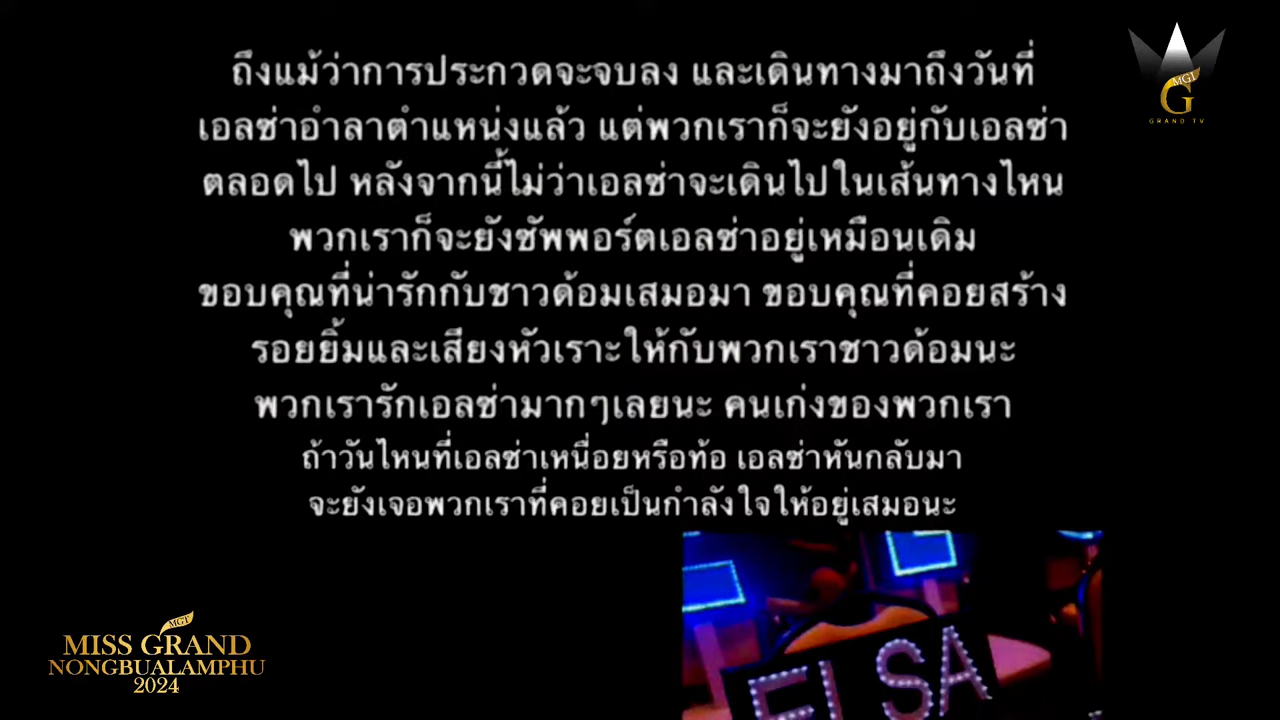 MGI
G
GRAND TV
ถึงแม้ว่าการประกวดจะจบลง และเดินทางมาถึงวันที่
เอลซ่าอำลาตำแหน่งแล้ว แต่พวกเราก็จะยังอยู่กับเอลซ่า
ตลอดไป หลังจากนี้ไม่ว่าเอลซ่าจะเดินไปในเส้นทางไหน
พวกเราก็จะยังซัพพอร์ตเอลซ่าอยู่เหมือนเดิม
ขอบคุณที่น่ารักกับชาวด้อมเสมอมา ขอบคุณที่คอยสร้าง
รอยยิ้มและเสียงหัวเราะให้กับพวกเราชาวด้อมนะ
พวกเรารักเอลซ่ามากๆเลยนะ คนเก่งของพวกเรา
ถ้าวันไหนที่เอลซ่าเหนื่อยหรือท้อ เอลซ่าหันกลับมา
จะยังเจอพวกเราที่คอยเป็นกำลังใจให้อยู่เสมอนะ
MGI
MISS GRAND
NONGBUALAMPHU
2024
ELSA